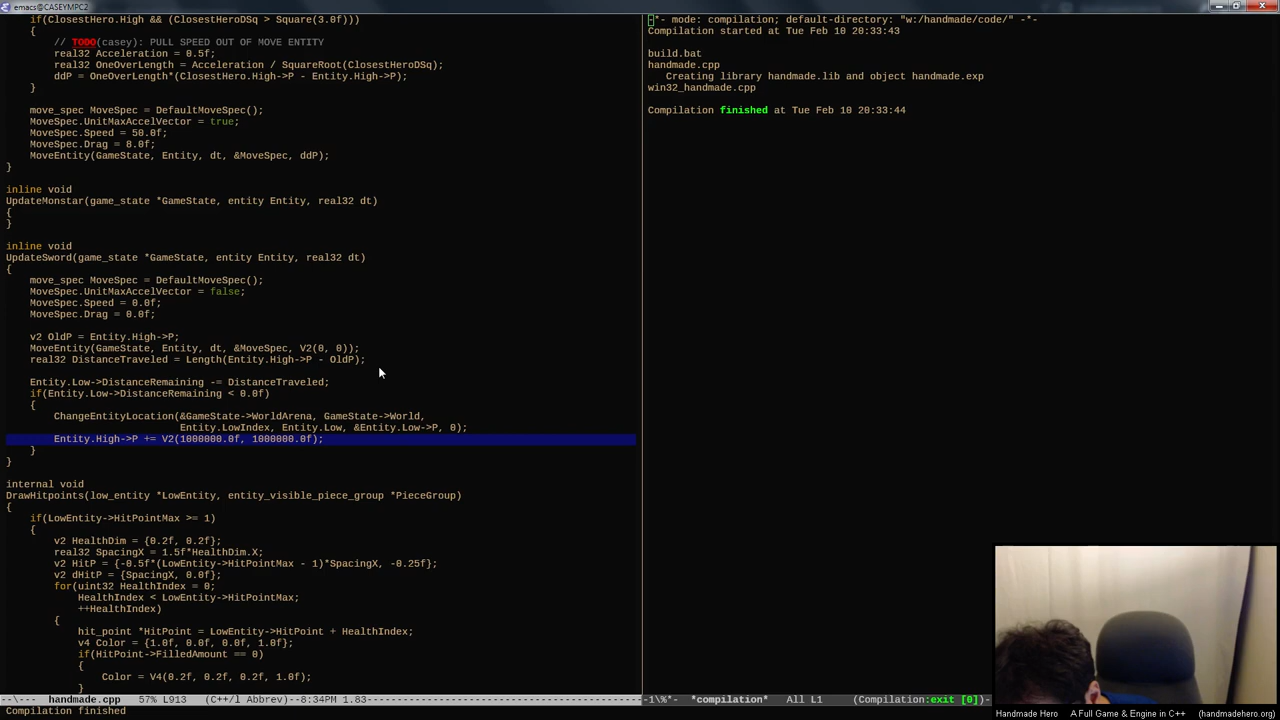 emacs@CASEYMPC2
if(ClosestHero.High && (ClosestHeroDSq > Square(3.0f)))
{
// TODO(casey): PULL SPEED OUT OF MOVE ENTITY
real32 Acceleration = 0.5f;
real32 OneOverLength = Acceleration / SquareRoot(ClosestHeroDSq);
ddP = OneOverLength*(ClosestHero.High->P - Entity.High->P);
}
move_spec MoveSpec = DefaultMoveSpec();
MoveSpec.UnitMaxAccelVector = true;
MoveSpec.Speed = 50.0f;
MoveSpec.Drag = 8.0f;
MoveEntity(GameState, Entity, dt, &MoveSpec, ddP);
}
inline void
UpdateMonstar(game_state *GameState, entity Entity, real32 dt)
{
}
inline void
UpdateSword(game_state *GameState, entity Entity, real32 dt)
{
move_spec MoveSpec = DefaultMoveSpec();
MoveSpec.UnitMaxAccelVector = false;
MoveSpec.Speed = 0.0f;
MoveSpec.Drag = 0.0f;
v2 OldP = Entity.High->P;
MoveEntity(GameState, Entity, dt, &MoveSpec, V2(0, 0));
real32 DistanceTraveled = Length(Entity.High->P - OldP);
Entity.Low->DistanceRemaining -= DistanceTraveled;
if(Entity.Low->DistanceRemaining < 0.0f)
{
ChangeEntityLocation(&GameState->WorldArena, GameState->World,
Entity.LowIndex, Entity.Low, &Entity.Low->P, 0);
Entity.High->P += V2(1000000.0f, 1000000.0f);
}
}
internal void
DrawHitpoints(low_entity *LowEntity, entity_visible_piece_group *PieceGroup)
{
if(LowEntity->HitPointMax >= 1)
{
v2 HealthDim = {0.2f, 0.2f};
real32 SpacingX = 1.5f*HealthDim.X;
v2 HitP = {-0.5f*(LowEntity->HitPointMax - 1)*SpacingX, -0.25f};
v2 dHitP = {SpacingX, 0.0f};
for(uint32 HealthIndex = 0;
HealthIndex < LowEntity->HitPointMax;
++HealthIndex)
{
hit_point *HitPoint = LowEntity->HitPoint + HealthIndex;
v4 Color = {1.0f, 0.0f, 0.0f, 1.0f};
if(HitPoint->FilledAmount == 0)
{
Color = V4(0.2f, 0.2f, 0.2f, 1.0f);
}
--\---  handmade.cpp   57% L913   (C++/l Abbrev)--8:34PM 1.83--------------------
Compilation finished
-*- mode: compilation; default-directory: "w:/handmade/code/" -*-
Compilation started at Tue Feb 10 20:33:43
build.bat
handmade.cpp
Creating library handmade.lib and object handmade.exp
win32_handmade.cpp
Compilation finished at Tue Feb 10 20:33:44
-1\%*-  *compilation*   All L1     (Compilation:exit [0])-
Handmade Hero   A Full Game & Engine in C++   (handmadehero.org)